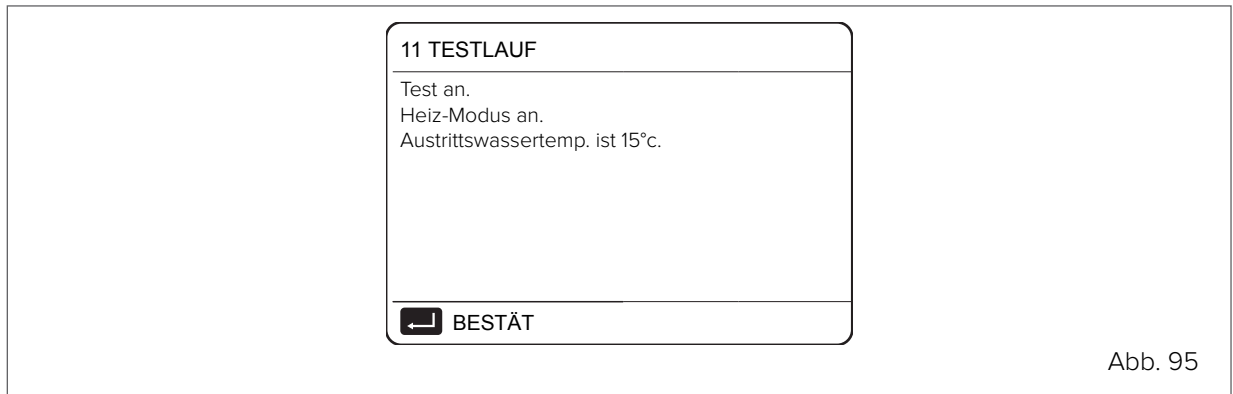 11 TESTLAUF
Test an.
Heiz-Modus an.
Austrittswassertemp. ist 15°c.
BESTÄT
Abb. 95